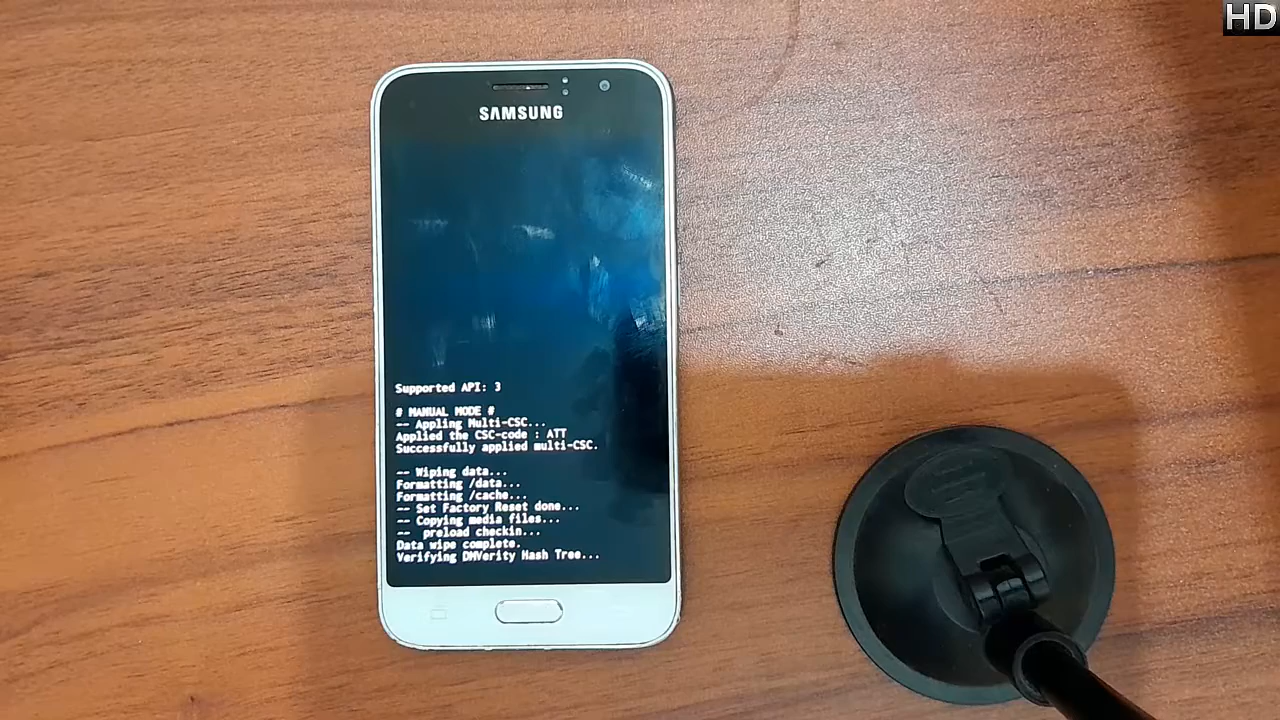 HD
SAMSUNG
Supported API: 3
# MANUAL MODE #
-- Appling Multi-CSC...
Applied the CSC-code : ATT
Successfully applied multi-CSC.
-- Wiping data...
Formatting /data...
Formatting /cache...
-- Set Factory Reset done...
-- Copying media files...
-- preload checkin...
Data wipe complete.
Verifying DMVerity Hash Tree...